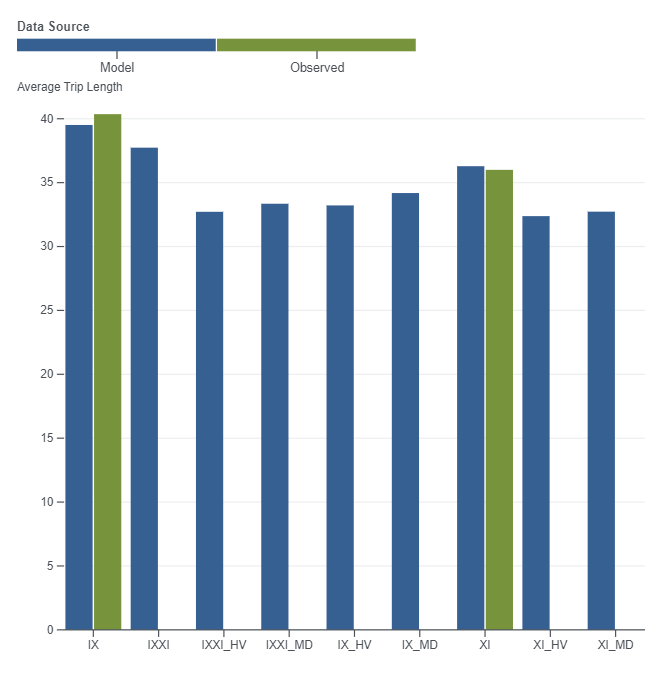 Data Source
Model Observed
Average Trip Length
40
35
30
25
20
15
10
5
0
IX IXXI IXXI_HV IXXI_MD IX_HV IX_MD XI XI_HV XI_MD